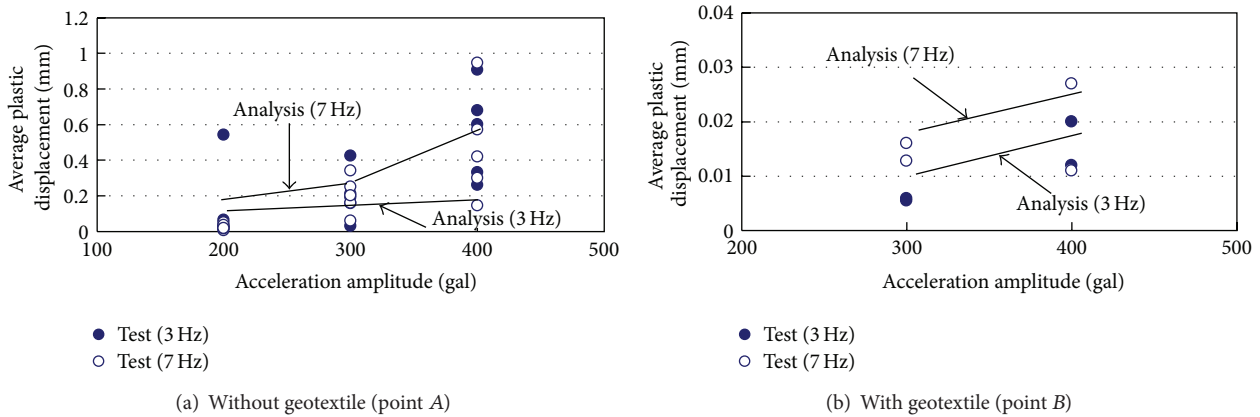 Average plastic
displacement (mm)
1.2
1
0.8
0.6
0.4
0.2
0
Analysis (7 Hz)
Analysis (3 Hz)
100
200
300
400
500
Acceleration amplitude (gal)
Test (3 Hz)
Test (7 Hz)
(a) Without geotextile (point A)
Average plastic
displacement (mm)
0.04
0.03
0.02
0.01
0
Analysis (7 Hz)
Analysis (3 Hz)
200
300
400
500
Acceleration amplitude (gal)
Test (3 Hz)
Test (7 Hz)
(b) With geotextile (point B)